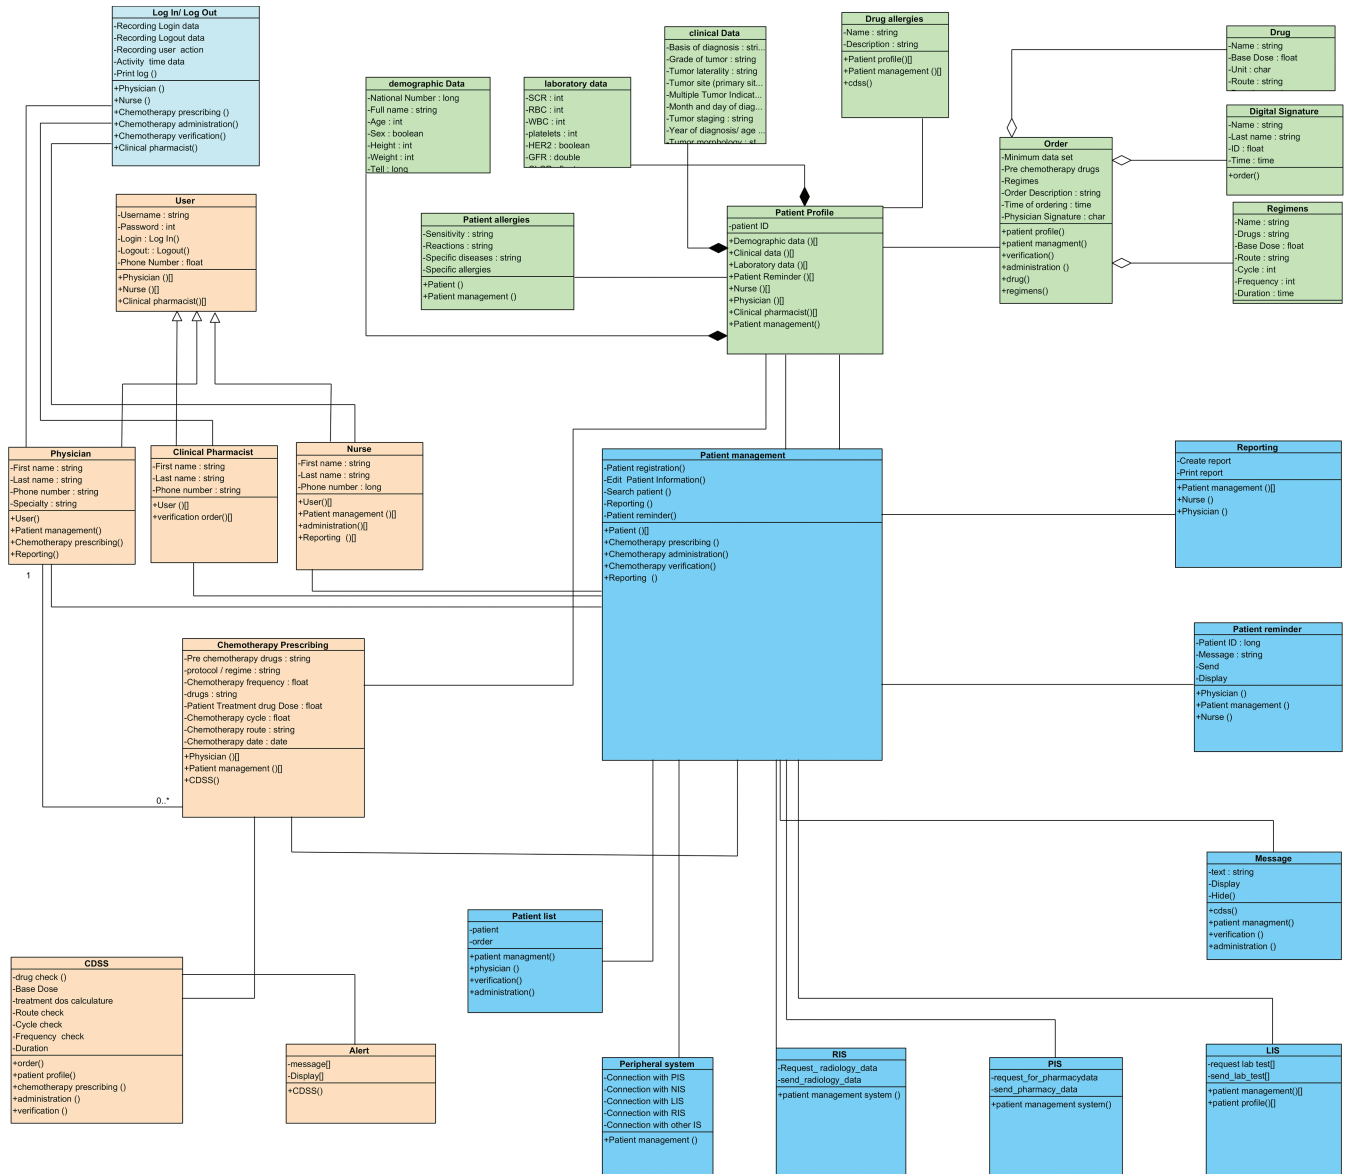 Log In/ Log Out
-Recording Login data
-Recording Logout data
-Recording user action
-Activity time data
-Print log ()
+Physician ()
+Nurse ()
+Chemotherapy prescribing ()
+Chemotherapy administration()
+Chemotherapy verification()
+Clinical pharmacist()
demographic Data
-National Number : long
-Full name : string
-Age : int
-Sex : boolean
-Height : int
-Weight : int
-Tell : long
laboratory data
-SCR : int
-RBC : int
-WBC : int
-platelets : int
-HER2 : boolean
-GFR : double
clinical Data
-Basis of diagnosis : stri...
-Grade of tumor : string
-Tumor laterality : string
-Tumor site (primary sit...
-Multiple Tumor Indicat...
-Month and day of diag...
-Tumor staging : string
-Year of diagnosis/ age ...
-Tumor morphology : st...
Drug allergies
-Name : string
-Description : string
+Patient profile()[]
+Patient management ()[]
+cdss()
Drug
-Name : string
-Base Dose : float
-Unit : char
-Route : string
Digital Signature
-Name : string
-Last name : string
-ID : float
-Time : time
+order()
Order
-Minimum data set
-Pre chemotherapy drugs
-Regimes
-Order Description : string
-Time of ordering : time
-Physician Signature : char
+patient profile()
+patient managment()
+verification()
+administration ()
+drug()
+regimens()
Regimens
-Name : string
-Drugs : string
-Base Dose : float
-Route : string
-Cycle : int
-Frequency : int
-Duration : time
User
-Username : string
-Password : int
-Login : Log In()
-Logout: : Logout()
-Phone Number : float
+Physician ()[]
+Nurse ()[]
+Clinical pharmacist()[]
Patient allergies
-Sensitivity : string
-Reactions : string
-Specific diseases : string
-Specific allergies
+Patient ()
+Patient management ()
Patient Profile
-patient ID
+Demographic data ()[]
+Clinical data ()[]
+Laboratory data ()[]
+Patient Reminder ()[]
+Nurse ()[]
+Physician ()[]
+Clinical pharmacist()[]
+Patient management()
Physician
-First name : string
-Last name : string
-Phone number : string
-Specialty : string
+User()
+Patient management()
+Chemotherapy prescribing()
+Reporting()
1
Clinical Pharmacist
-First name : string
-Last name : string
-Phone number : string
+User ()[]
+verification order()[]
Nurse
-First name : string
-Last name : string
-Phone number : long
+User()[]
+Patient management ()[]
+administration()[]
+Reporting ()[]
Patient management
-Patient registration()
-Edit Patient Information()
-Search patient ()
-Reporting ()
-Patient reminder()
+Patient ()[]
+Chemotherapy prescribing ()
+Chemotherapy administration()
+Chemotherapy verification()
+Reporting ()
Reporting
-Create report
-Print report
+Patient management ()[]
+Nurse ()
+Physician ()
Patient reminder
-Patient ID : long
-Message : string
-Send
-Display
+Physician ()
+Patient management ()
+Nurse ()
Chemotherapy Prescribing
-Pre chemotherapy drugs : string
-protocol / regime : string
-Chemotherapy frequency : float
-drugs : string
-Patient Treatment drug Dose : float
-Chemotherapy cycle : float
-Chemotherapy route : string
-Chemotherapy date : date
+Physician ()[]
+Patient management ()[]
+CDSS()
0..*
Message
-text : string
-Display
-Hide()
+cdss()
+patient managment()
+verification ()
+administration ()
Patient list
-patient
-order
+patient managment()
+physician ()
+verification()
+administration()
CDSS
-drug check ()
-Base Dose
-treatment dos calculature
-Route check
-Cycle check
-Frequency check
-Duration
+order()
+patient profile()
+chemotherapy prescribing ()
+administration ()
+verification ()
Alert
-message[]
-Display[]
+CDSS()
Peripheral system
-Connection with PIS
-Connection with NIS
-Connection with LIS
-Connection with RIS
-Connection with other IS
+Patient management ()
RIS
-Request_ radiology_data
-send_radiology_data
+patient management system ()
PIS
-request_for_pharmacydata
-send_pharmacy_data
+patient management system()
LIS
-request lab test[]
-send_lab_test[]
+patient management()[]
+patient profile()[]